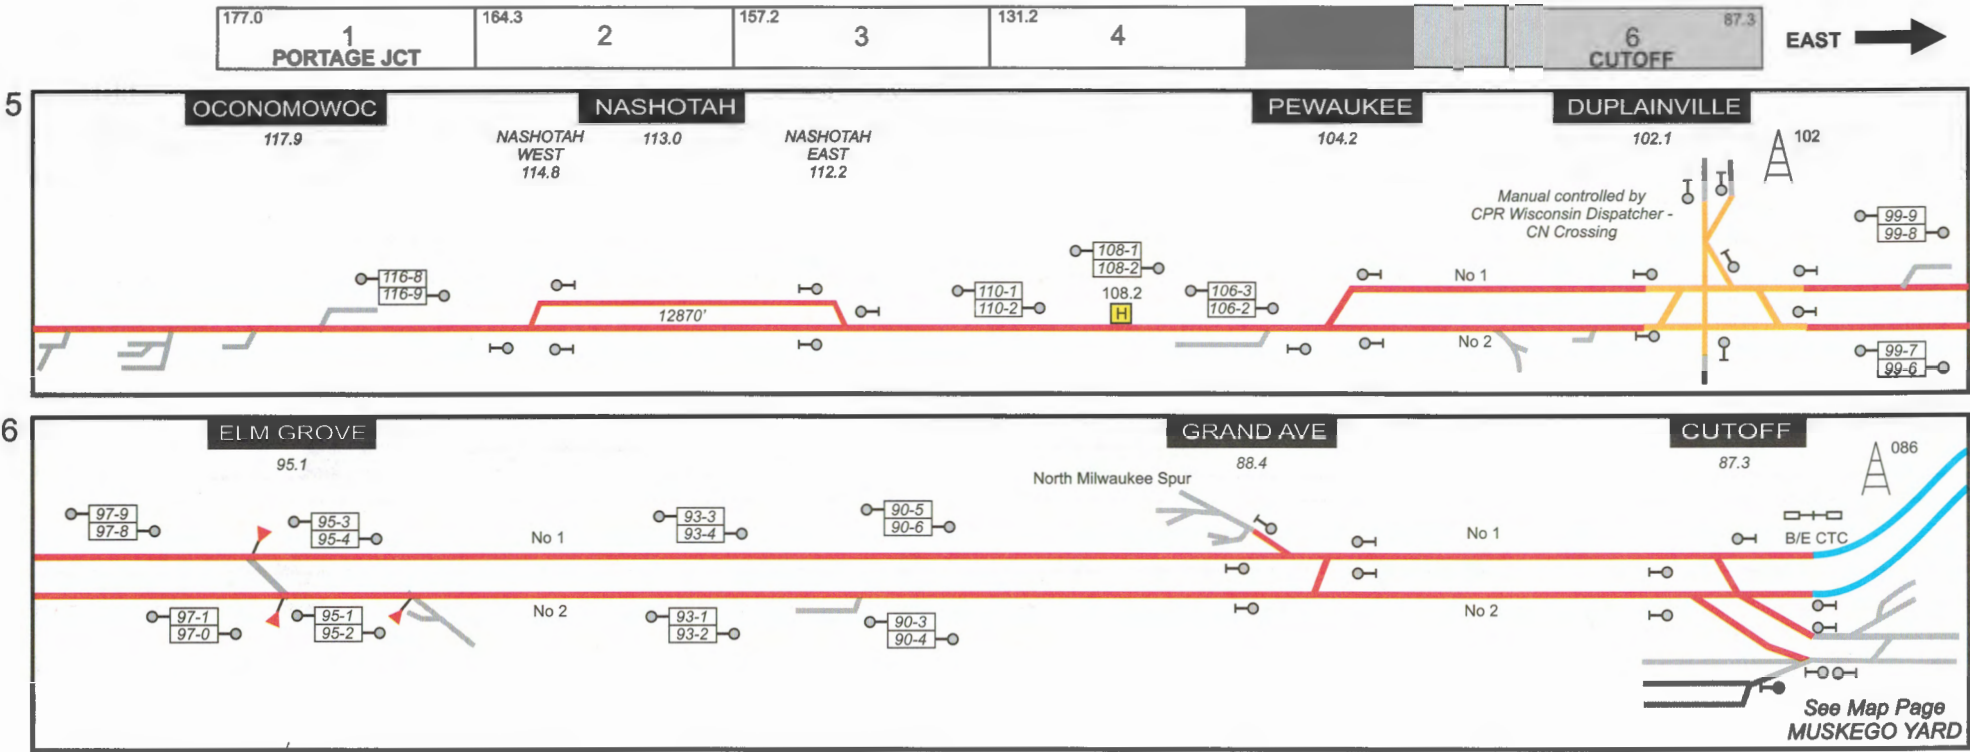 177.0
1
PORTAGE JCT
164.3
2
157.2
3
131.2
4
6
CUTOFF
87.3
EAST
5
OCONOMOWOC
117.9
NASHOTAH
113.0
PEWAUKEE
104.2
DUPLAINVILLE
102.1
NASHOTAH
WEST
114.8
NASHOTAH
EAST
112.2
102
Manual controlled by
CPR Wisconsin Dispatcher -
CN Crossing
99-9
99-8
116-8
116-9
108-1
108-2
110-1
110-2
108.2
H
106-3
106-2
No 1
12870'
No 2
99-7
99-6
6
ELM GROVE
95.1
GRAND AVE
88.4
CUTOFF
87.3
086
North Milwaukee Spur
97-9
97-8
95-3
95-4
93-3
93-4
90-5
90-6
No 1
No 1
B/E CTC
97-1
97-0
95-1
95-2
No 2
93-1
93-2
90-3
90-4
No 2
See Map Page
MUSKEGO YARD